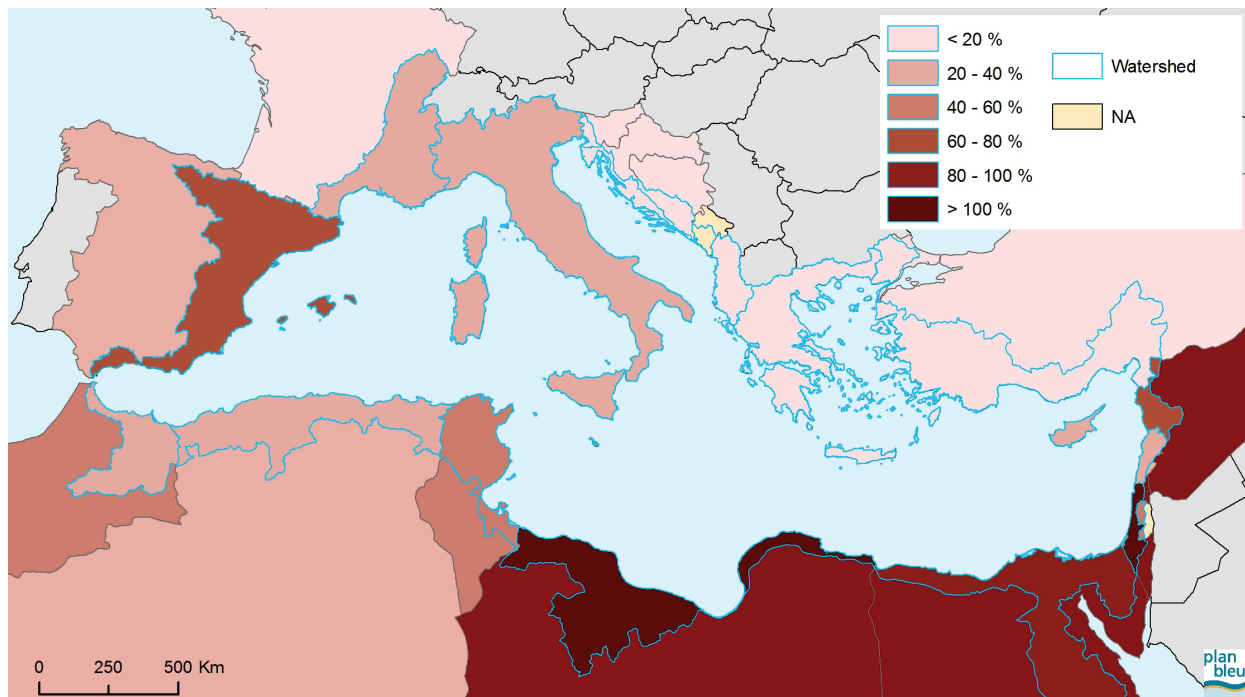 < 20 %
20 - 40 %
40 - 60 %
60 - 80 %
80 - 100 %
> 100 %
Watershed
NA
0 250 500 Km
plan
bleu